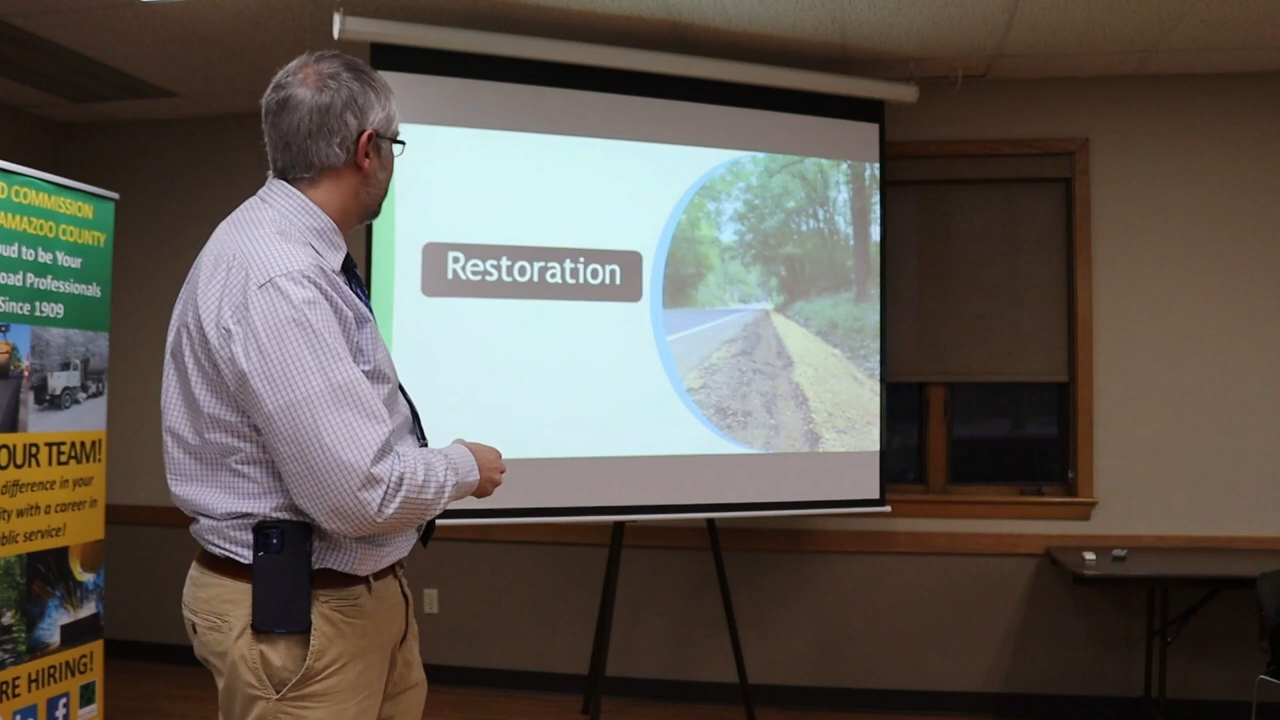 D COMMISSION
AMAZOO COUNTY
ud to be Your
oad Professionals
Since 1909
OUR TEAM!
difference in your
ity with a career in
blic service!
RE HIRING!
in f
Restoration